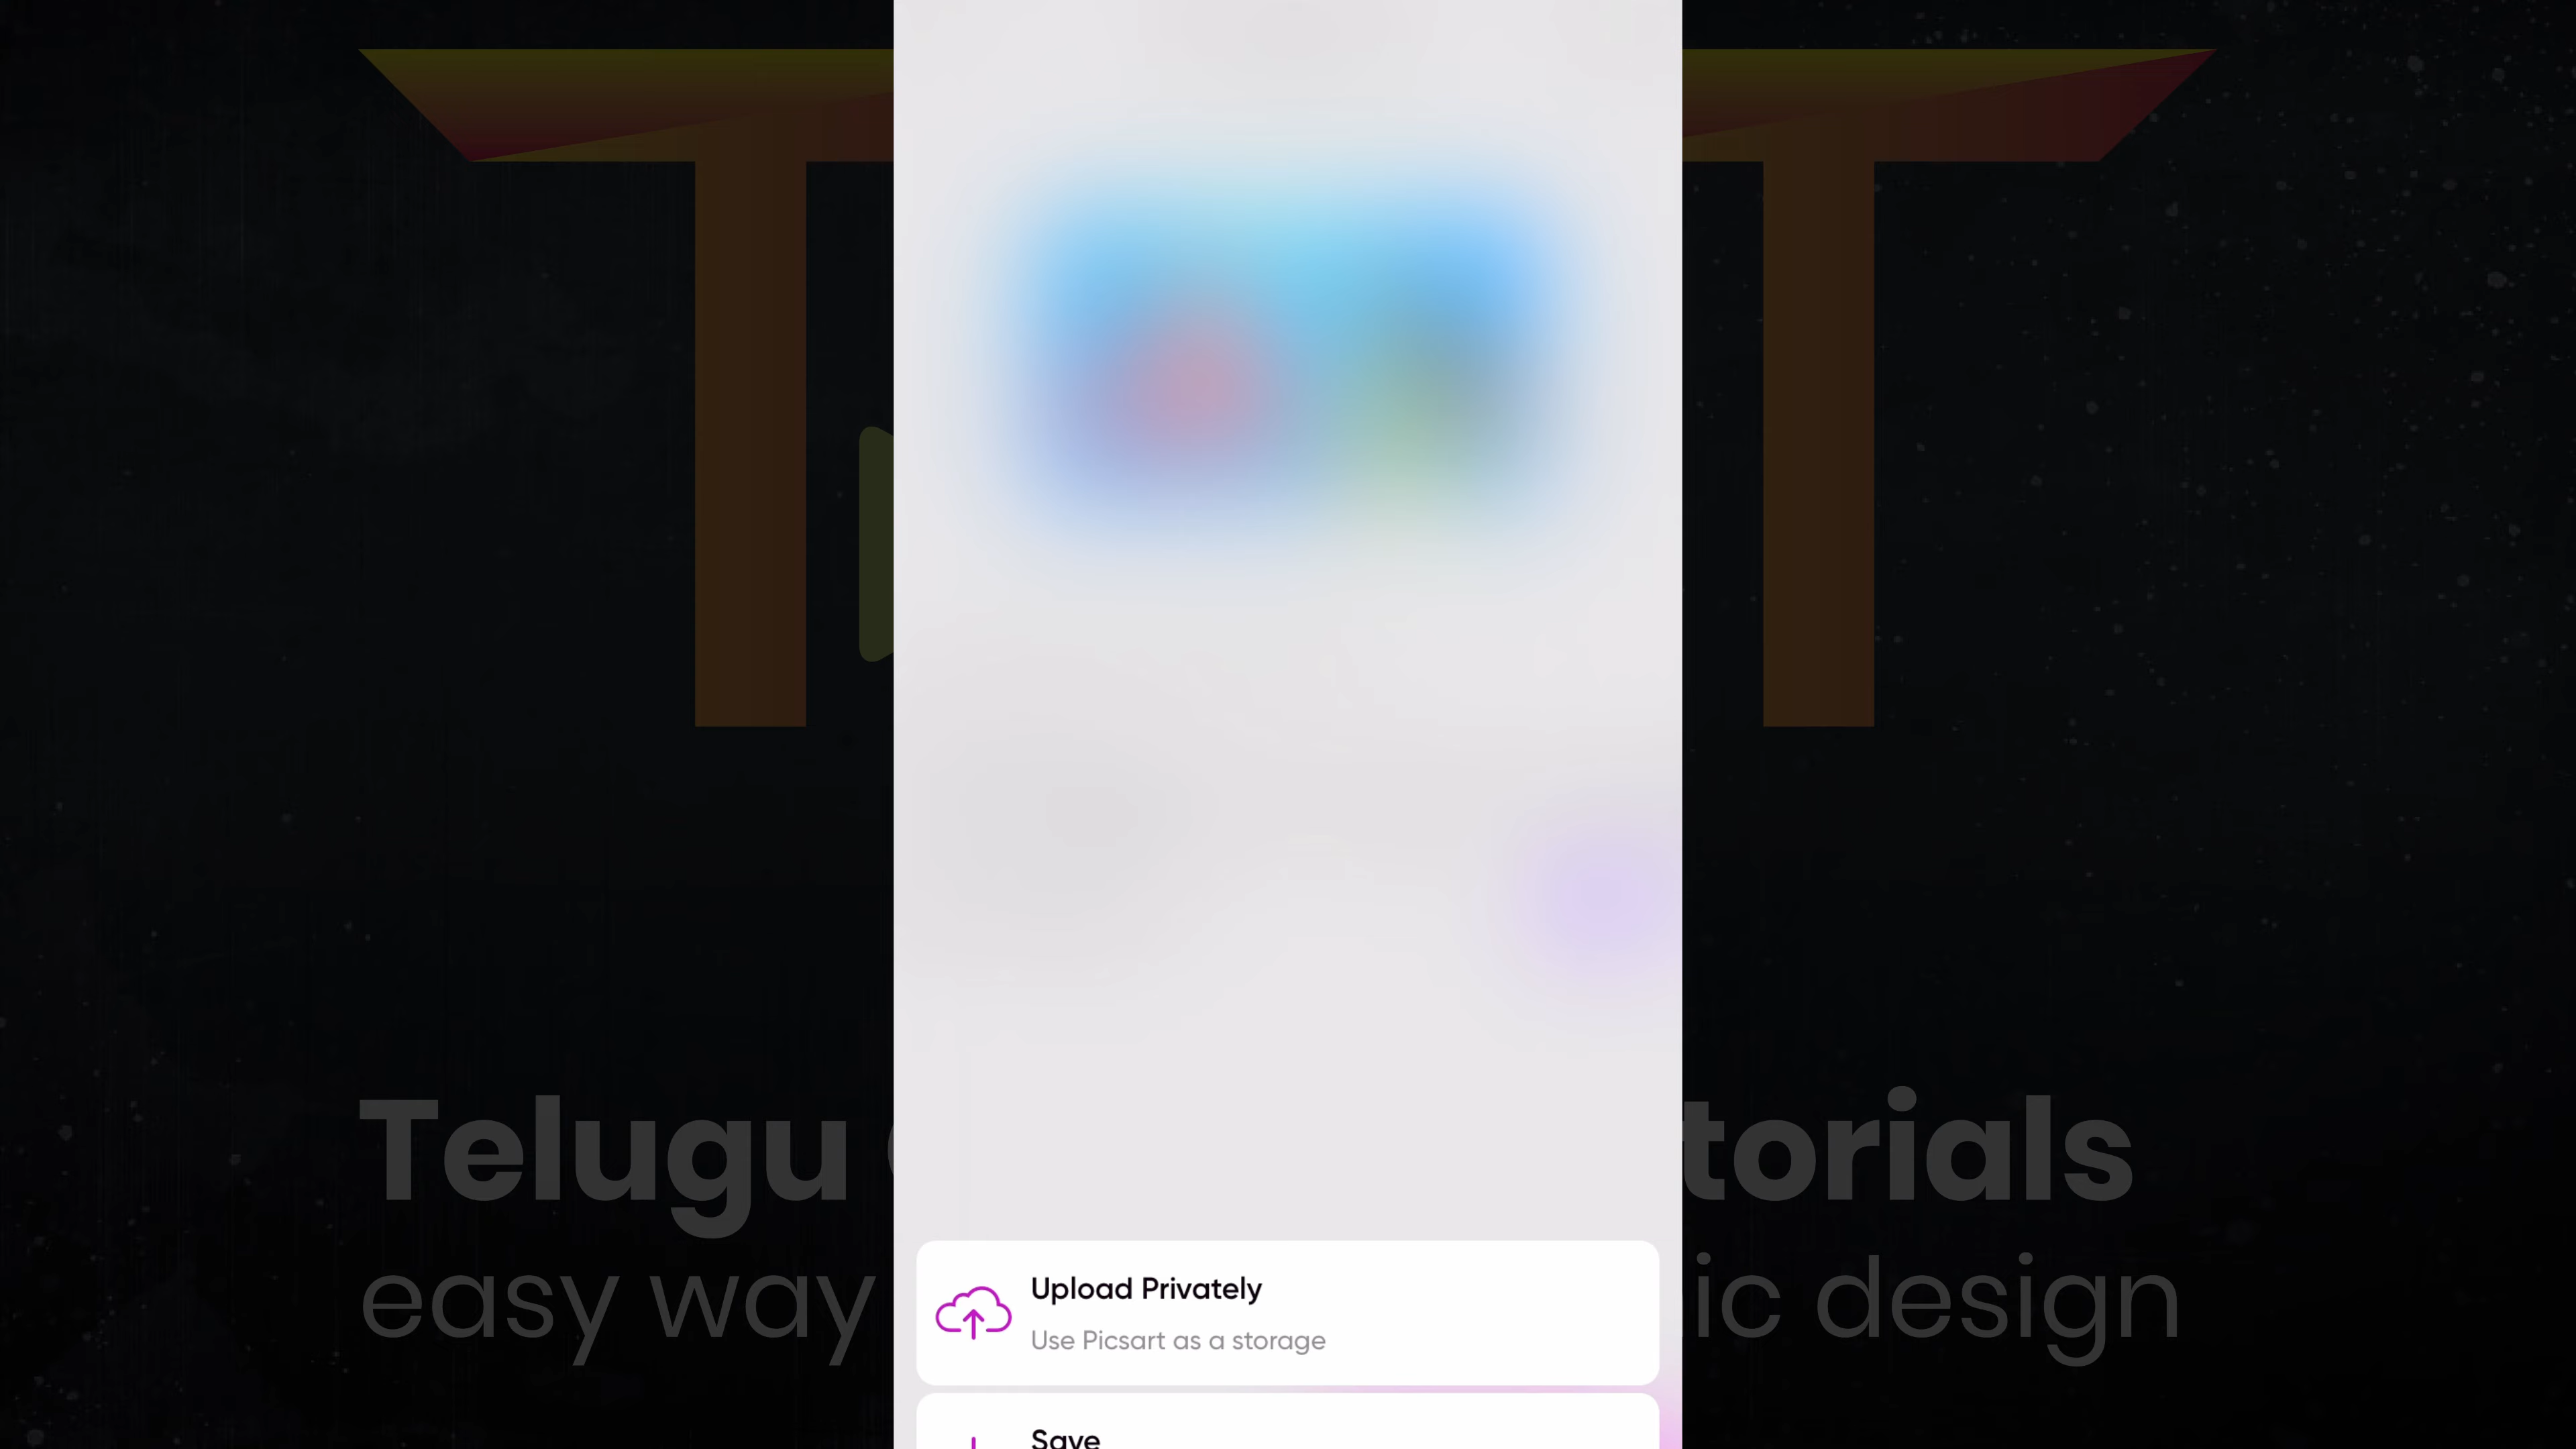 Telugu torials
easy way ic design
Upload Privately
Use Picsart as a storage
Save